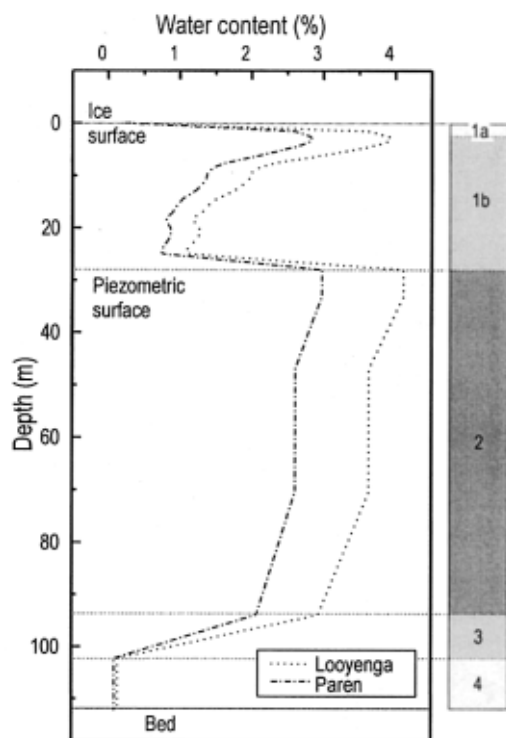 Water content (%)
0 1 2 3 4
Ice
surface
Piezometric
surface
Depth (m)
0
20
40
60
80
100
1a
1b
2
3
4
Looyenga
Paren
Bed